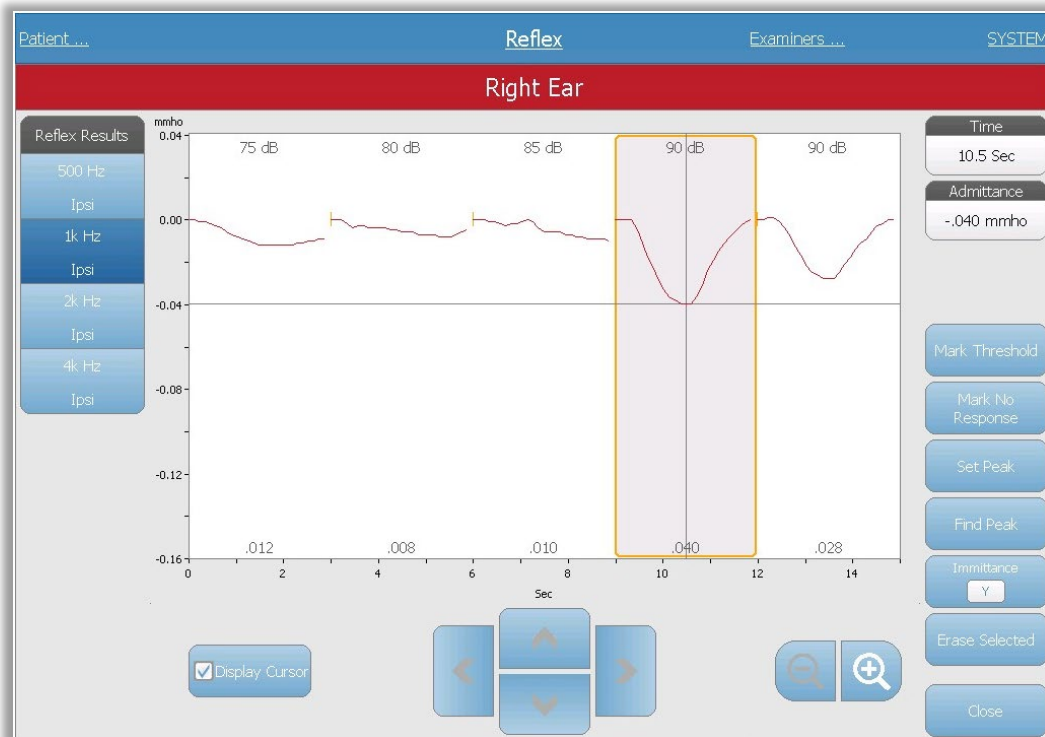 Patient ...
Reflex
Examiners ...
SYSTEM
Right Ear
Reflex Results
500 Hz
Ipsi
1k Hz
Ipsi
2k Hz
Ipsi
4k Hz
Ipsi
mmho
0.04
0.00
-0.04
-0.08
-0.12
-0.16
75 dB
80 dB
85 dB
90 dB
90 dB
.012
.008
.010
.040
.028
0
2
4
6
8
10
12
14
Sec
Time
10.5 Sec
Admittance
-.040 mmho
Mark Threshold
Mark No
Response
Set Peak
Find Peak
Immittance
Y
Erase Selected
Close
Display Cursor